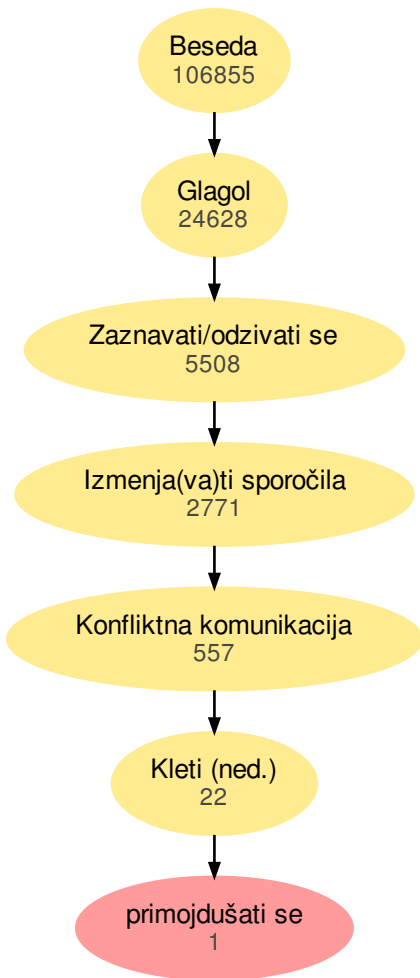 Beseda
106855
Glagol
24628
Zaznavati/odzivati se
5508
Izmenja(va)ti sporočila
2771
Konfliktna komunikacija
557
Kleti (ned.)
22
primojdušati se
1